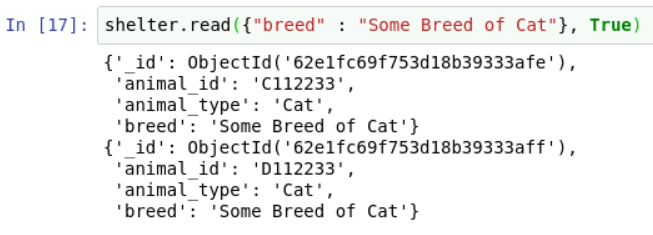 In [17]: shelter.read({"breed" : "Some Breed of Cat"}, True)
{'_id': ObjectId('62e1fc69f753d18b39333afe'),
 'animal_id': 'C112233',
 'animal_type': 'Cat',
 'breed': 'Some Breed of Cat'}
{'_id': ObjectId('62e1fc69f753d18b39333aff'),
 'animal_id': 'D112233',
 'animal_type': 'Cat',
 'breed': 'Some Breed of Cat'}